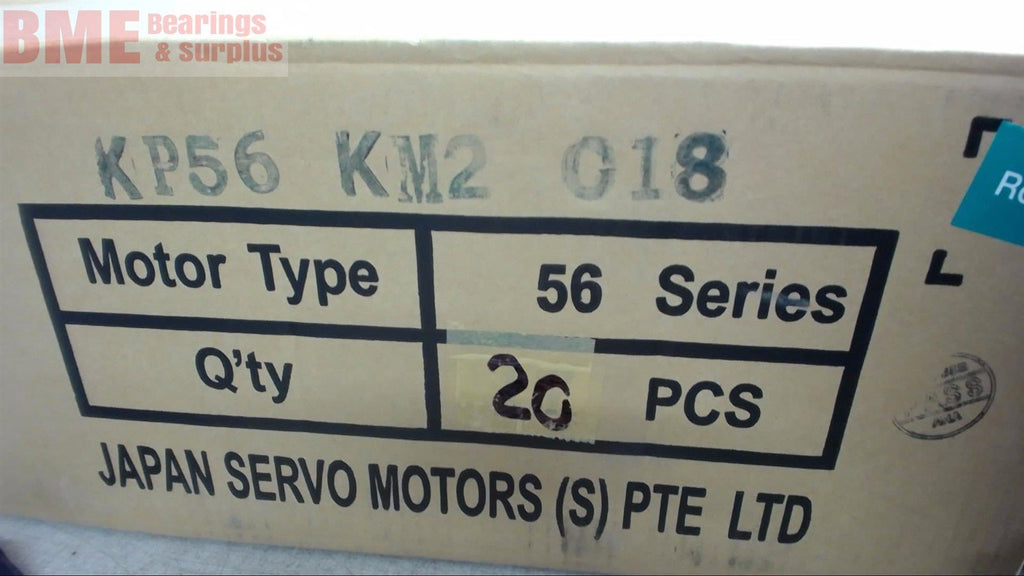 BME Bearings
& surplus
KP56 KM2 018
Motor Type 56 Series
Q'ty 20 PCS
JAPAN SERVO MOTORS (S) PTE LTD